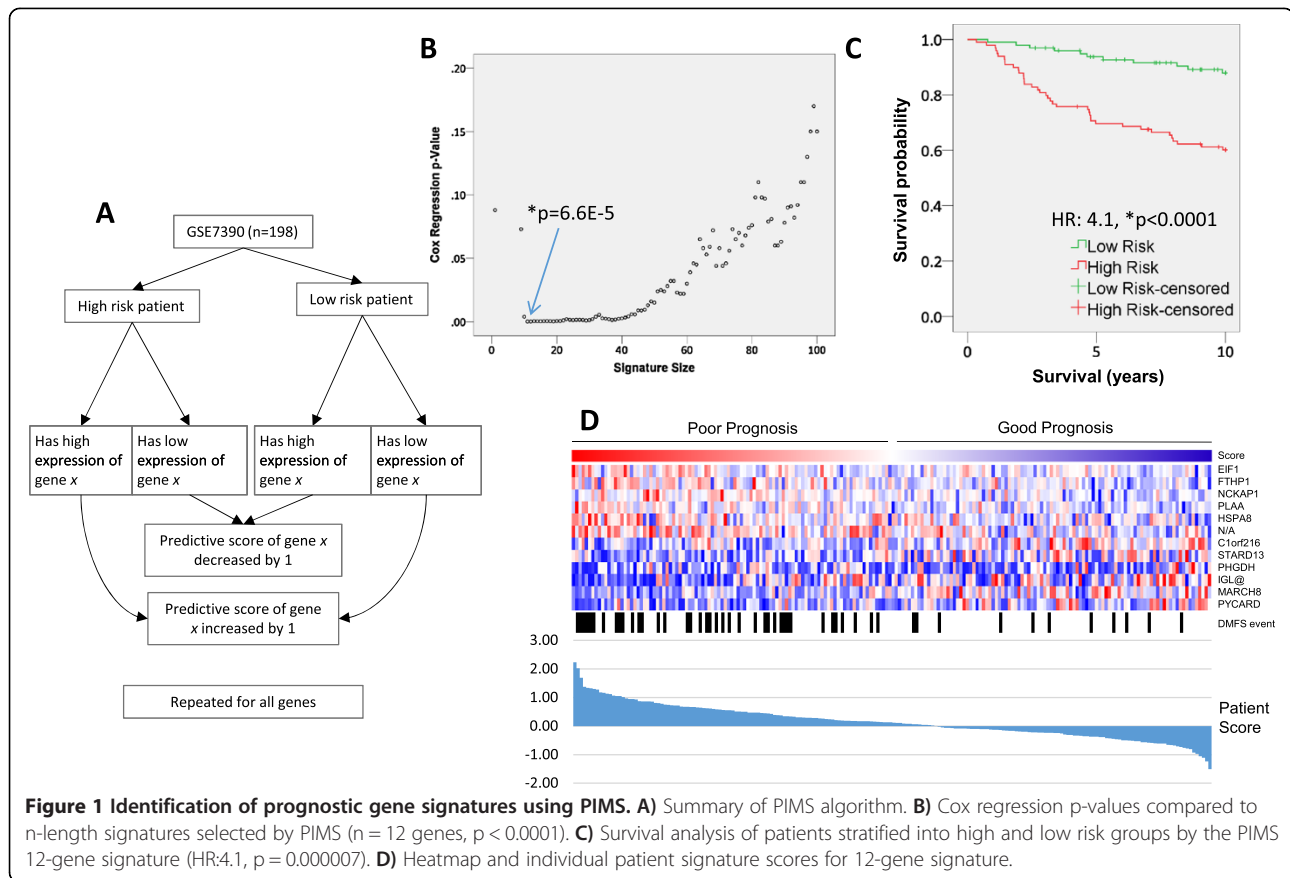 A
GSE7390 (n=198)
High risk patient
Low risk patient
Has high
expression of
gene x
Has low
expression of
gene x
Has high
expression of
gene x
Has low
expression of
gene x
Predictive score of gene x
decreased by 1
Predictive score of gene
x increased by 1
Repeated for all genes
B
.20
.15
.10
.05
.00
Cox Regression p-Value
*p=6.6E-5
0
20
40
60
80
100
Signature Size
C
1.0
0.8
0.6
0.4
0.2
0.0
Survival probability
HR: 4.1, *p<0.0001
Low Risk
High Risk
Low Risk-censored
High Risk-censored
0
5
10
Survival (years)
D
Poor Prognosis
Good Prognosis
Score
EIF1
FTHP1
NCKAP1
PLAA
HSPA8
N/A
C1orf216
STARD13
PHGDH
IGL@
MARCH8
PYCARD
DMFS event
3.00
2.00
1.00
0.00
-1.00
-2.00
Patient
Score
Figure 1 Identification of prognostic gene signatures using PIMS. A) Summary of PIMS algorithm. B) Cox regression p-values compared to
n-length signatures selected by PIMS (n = 12 genes, p < 0.0001). C) Survival analysis of patients stratified into high and low risk groups by the PIMS
12-gene signature (HR:4.1, p = 0.000007). D) Heatmap and individual patient signature scores for 12-gene signature.